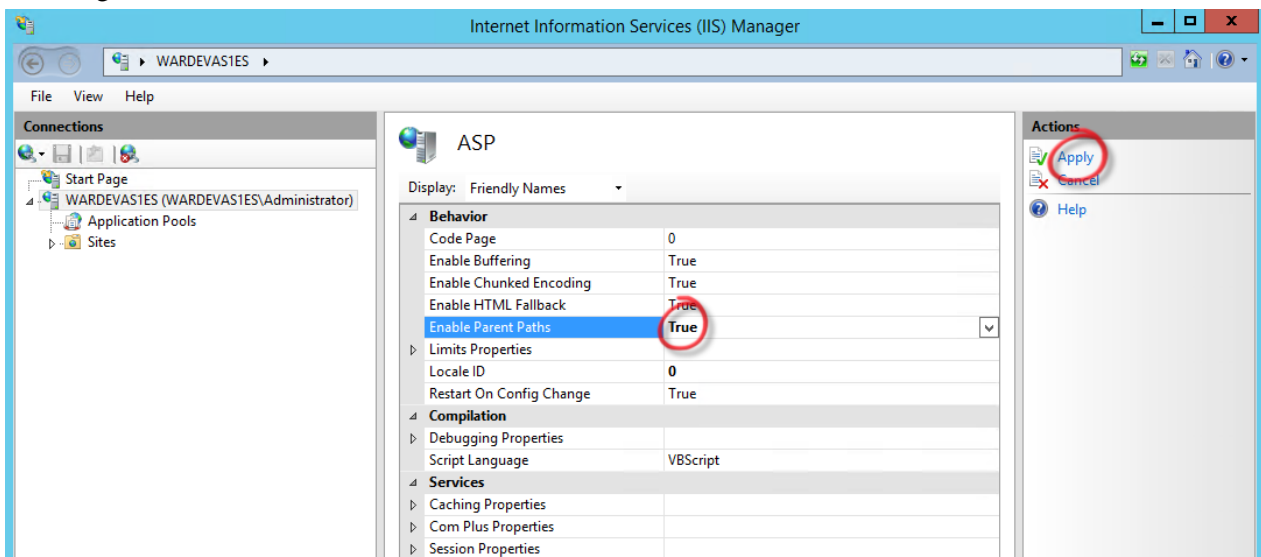 Internet Information Services (IIS) Manager
WARDEVAS1ES
File View Help
Connections
Start Page
WARDEVAS1ES (WARDEVAS1ES\Administrator)
Application Pools
Sites
ASP
Display: Friendly Names
Behavior
Code Page 0
Enable Buffering True
Enable Chunked Encoding True
Enable HTML Fallback True
Enable Parent Paths True
Limits Properties
Locale ID 0
Restart On Config Change True
Compilation
Debugging Properties
Script Language VBScript
Services
Caching Properties
Com Plus Properties
Session Properties
Actions
Apply
Cancel
Help